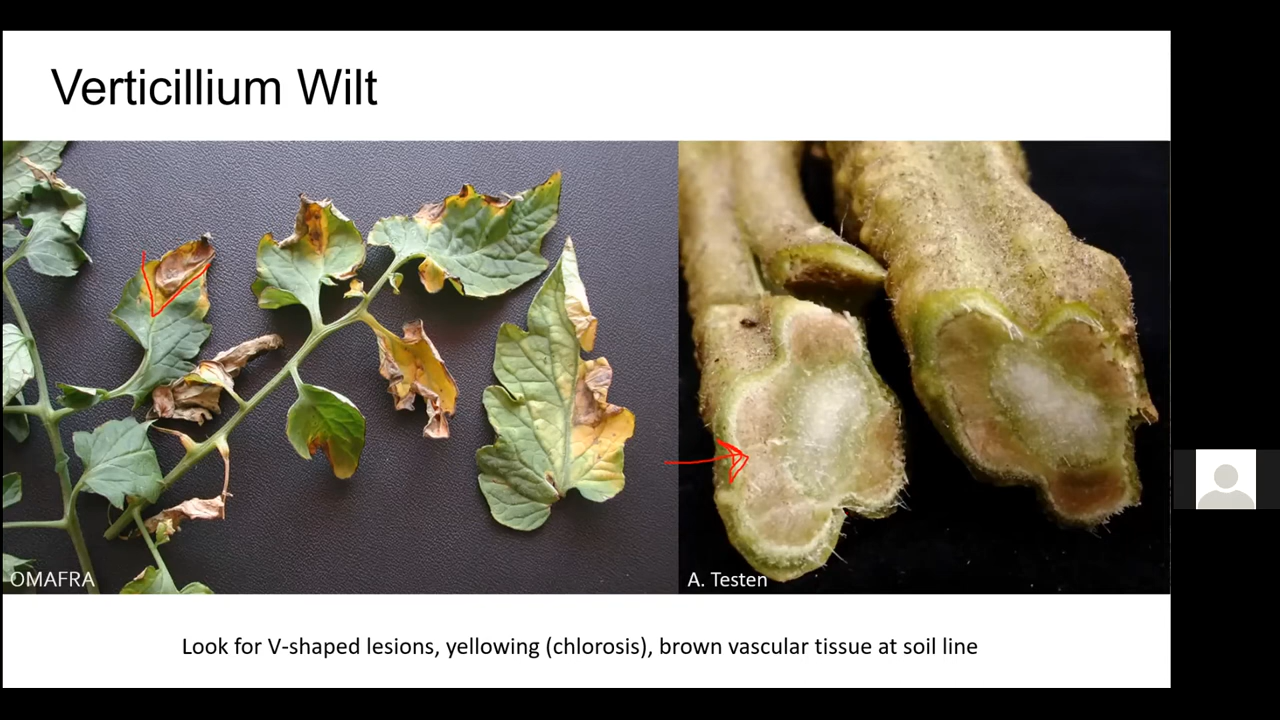 Verticillium Wilt
OMAFRA
A. Testen
Look for V-shaped lesions, yellowing (chlorosis), brown vascular tissue at soil line